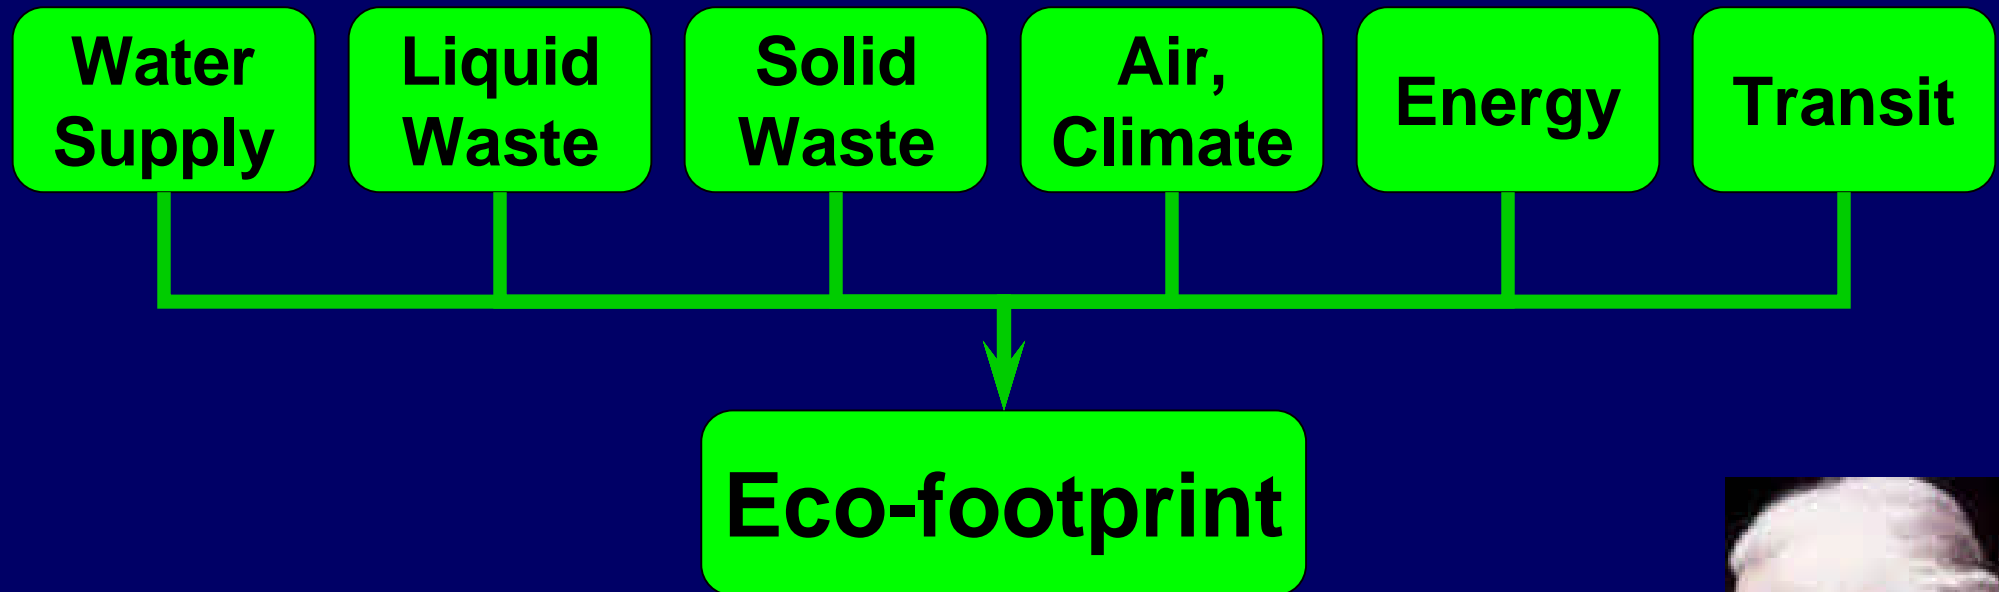 Water
Supply
Liquid
Waste
Solid
Waste
Air,
Climate
Energy
Transit
Eco-footprint